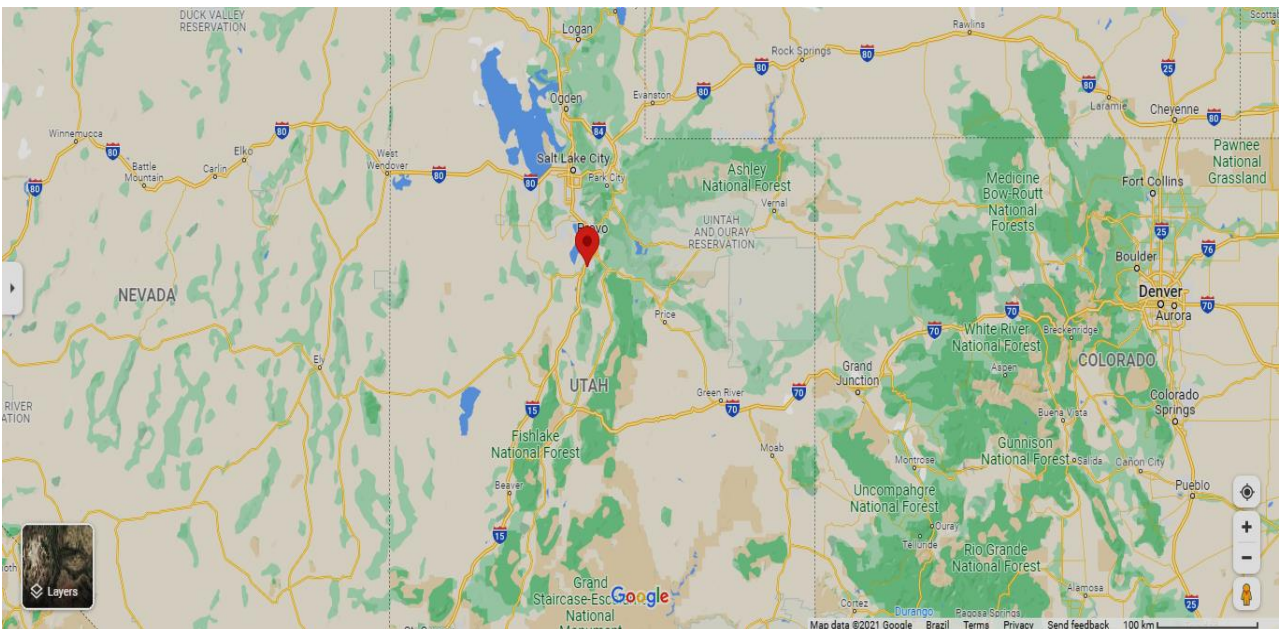 DUCK VALLEY
RESERVATION
Logan
Rawlins
Rock Springs
80
80
80
25
Ogden
Evanston
80
84
Laramie
Cheyenne
80
Winnemucca
80
80
Elko
Battle
Mountain
Carlin
80
West
Wendover
80
80
Salt Lake City
Park City
Ashley
National Forest
Vernal
Medicine
Bow-Routt
National
Forests
Fort Collins
Pawnee
National
Grassland
UINTAH
AND OURAY
RESERVATION
25
76
Boulder
Denver
Aurora
70
NEVADA
Price
70
70
White River
National Forest
Breckenridge
COLORADO
Ely
Grand
Junction
Aspen
UTAH
Green River
70
70
15
RIVER
Colorado
Springs
Buena Vista
Fishlake
National Forest
Gunnison
National Forest
Salida
Cañon City
Moab
Montrose
Beaver
Uncompahgre
National Forest
Pueblo
Ouray
Telluride
15
Rio Grande
National Forest
Layers
Grand
National
Google
Alamosa
25
Cortez
Durango
Pagosa Springs
Map data ©2021 Google Brazil Terms Privacy Send feedback 100 km